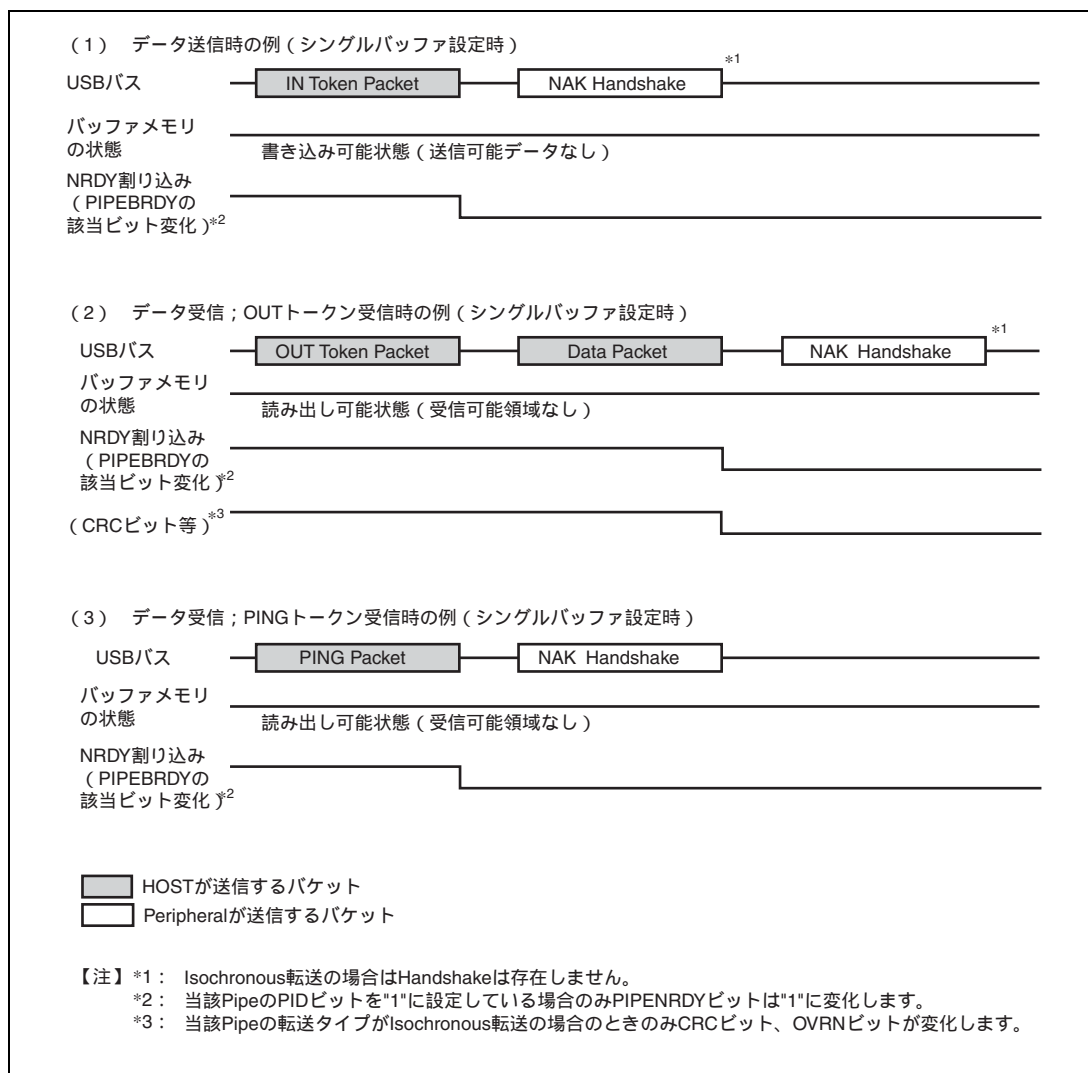 (1) データ送信時の例(シングルバッファ設定時)
USBバス
IN Token Packet
NAK Handshake
*1
バッファメモリ
の状態
書き込み可能状態(送信可能データなし)
NRDY割り込み
(PIPEBRDYの
該当ビット変化)*2
(2) データ受信;OUTトークン受信時の例(シングルバッファ設定時)
USBバス
OUT Token Packet
Data Packet
NAK Handshake
*1
バッファメモリ
の状態
読み出し可能状態(受信可能領域なし)
NRDY割り込み
(PIPEBRDYの
該当ビット変化)*2
(CRCビット等)*3
(3) データ受信;PINGトークン受信時の例(シングルバッファ設定時)
USBバス
PING Packet
NAK Handshake
バッファメモリ
の状態
読み出し可能状態(受信可能領域なし)
NRDY割り込み
(PIPEBRDYの
該当ビット変化)*2
HOSTが送信するパケット
Peripheralが送信するパケット
【注】*1: Isochronous転送の場合はHandshakeは存在しません。
*2: 当該PipeのPIDビットを"1"に設定している場合のみPIPENRDYビットは"1"に変化します。
*3: 当該Pipeの転送タイプがIsochronous転送の場合のときのみCRCビット、OVRNビットが変化します。